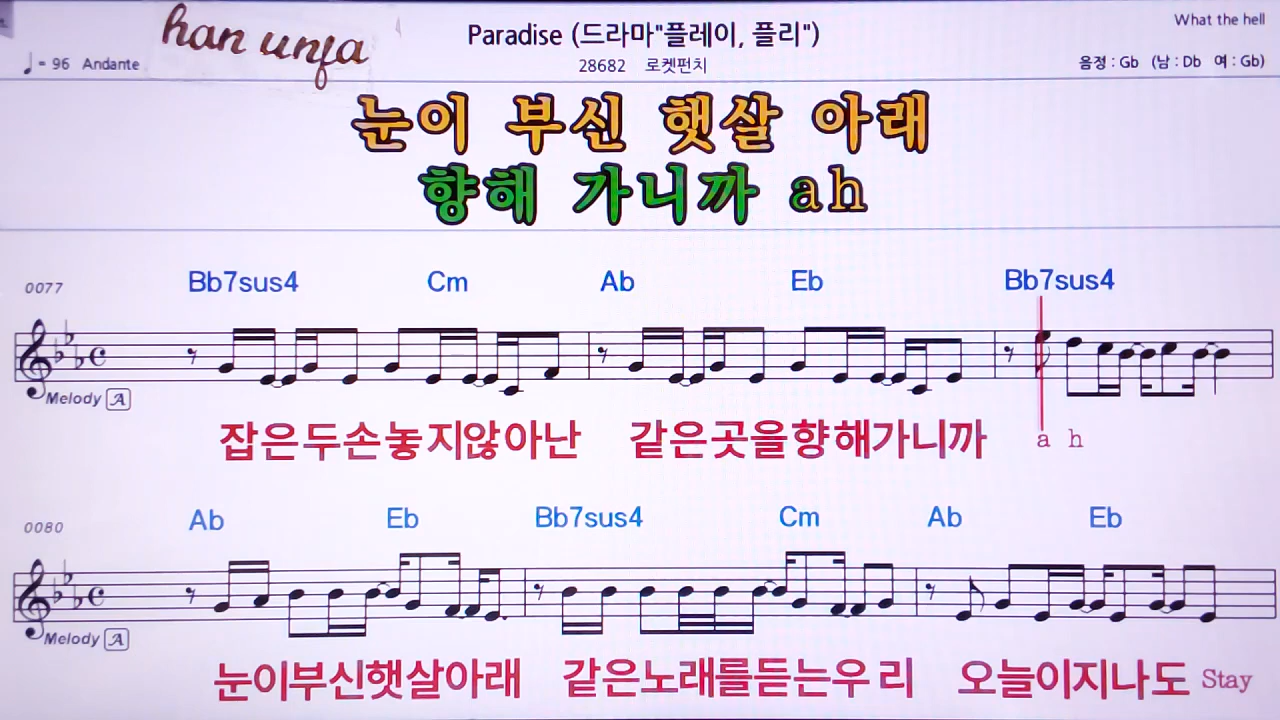 What the hell
han unja
Paradise (드라마"플레이, 플리")
♩= 96 Andante
28682 로켓펀치
음정 : Gb (남 : Db 여 : Gb)
눈이 부신 햇살 아래
향해 가니까 ah
0077 Bb7sus4 Cm Ab Eb Bb7sus4
Melody A
잡은두손놓지않아난 같은곳을향해가니까 a h
0080 Ab Eb Bb7sus4 Cm Ab Eb
Melody A
눈이부신햇살아래 같은노래를듣는우리 오늘이지나도 Stay